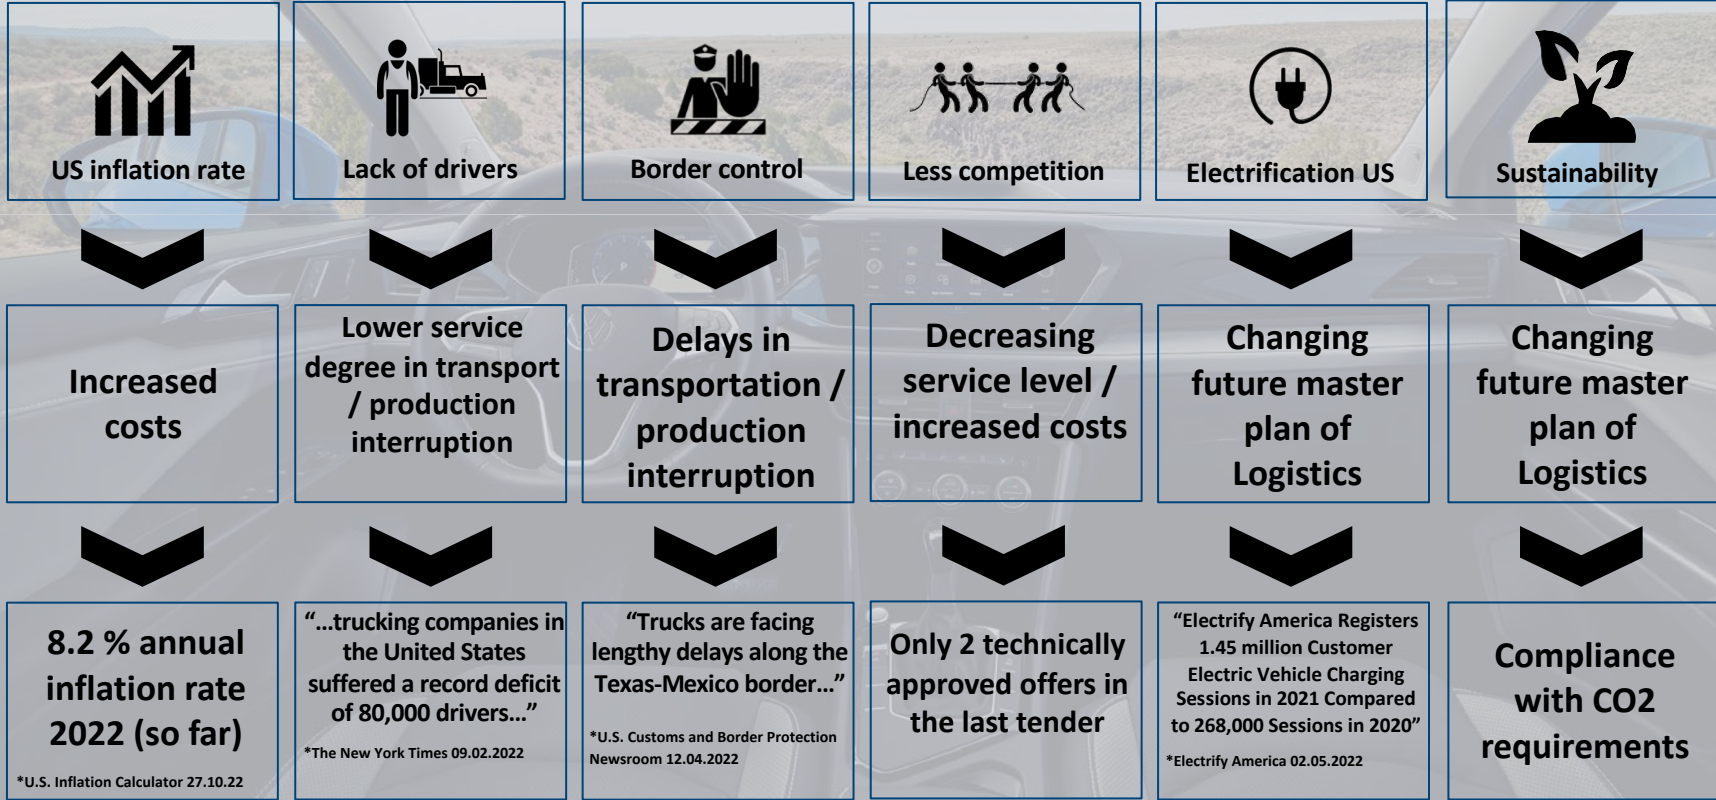 US inflation rate
Lack of drivers
Border control
Less competition
Electrification US
Sustainability
Increased
costs
Lower service
degree in transport
/ production
interruption
Delays in
transportation /
production
interruption
Decreasing
service level /
increased costs
Changing
future master
plan of
Logistics
Changing
future master
plan of
Logistics
8.2 % annual
inflation rate
2022 (so far)
*U.S. Inflation Calculator 27.10.22
“...trucking companies in
the United States
suffered a record deficit
of 80,000 drivers...”
*The New York Times 09.02.2022
“Trucks are facing
lengthy delays along the
Texas-Mexico border...”
*U.S. Customs and Border Protection
Newsroom 12.04.2022
Only 2 technically
approved offers in
the last tender
“Electrify America Registers
1.45 million Customer
Electric Vehicle Charging
Sessions in 2021 Compared
to 268,000 Sessions in 2020”
*Electrify America 02.05.2022
Compliance
with CO2
requirements